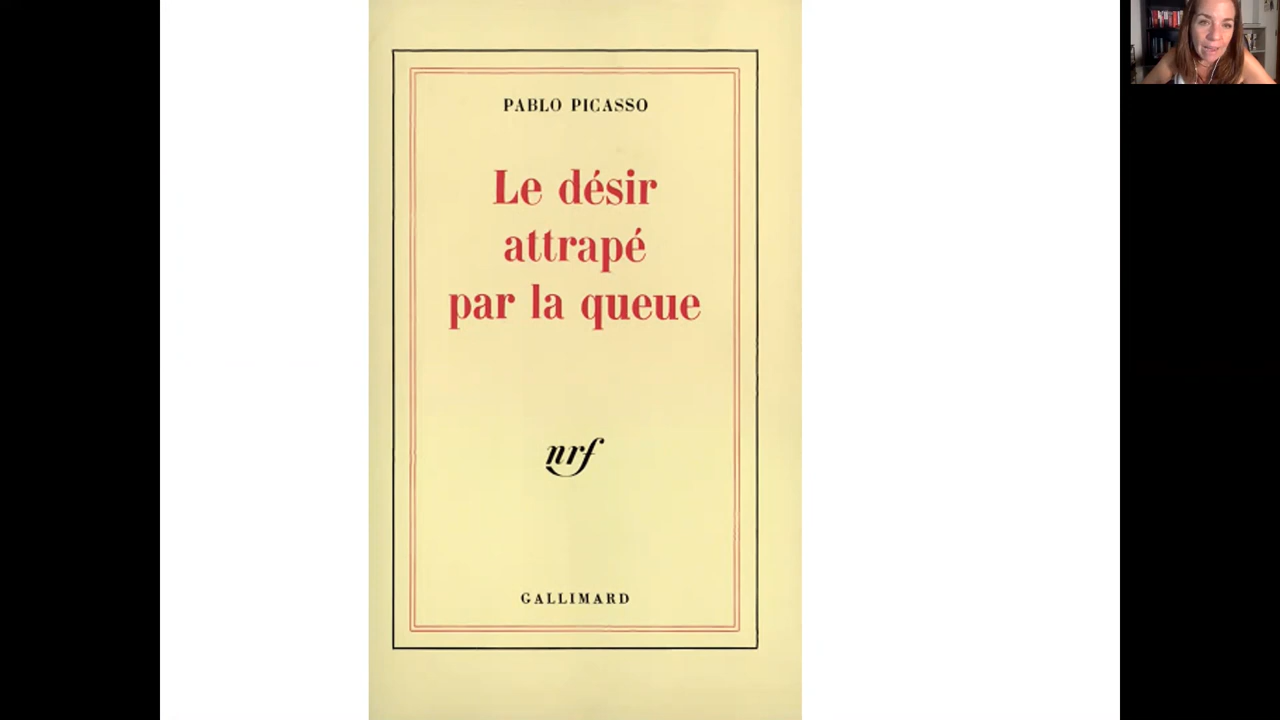 PABLO PICASSO
Le désir
attrapé
par la queue
nrf
GALLIMARD